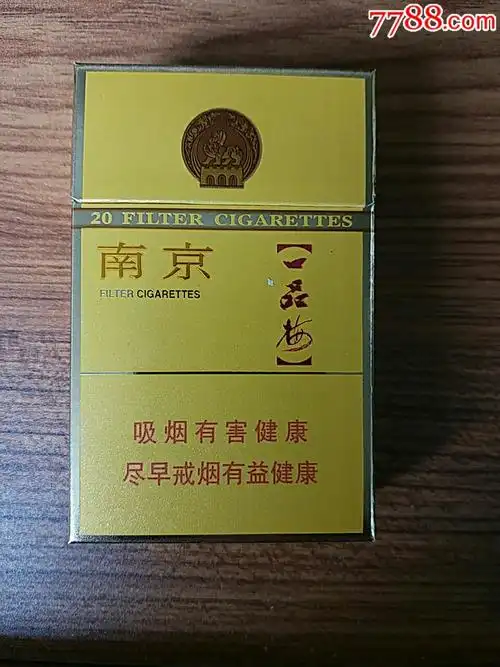 7788.com
20 FILTER CIGARETTES
南京
FILTER CIGARETTES
【一品梅】
吸烟有害健康
尽早戒烟有益健康